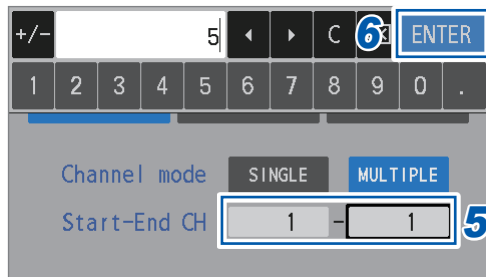 +/- 5 C 6 ENTER
1 2 3 4 5 6 7 8 9 0 .
Channel mode SINGLE MULTIPLE
Start-End CH 1 - 1 5